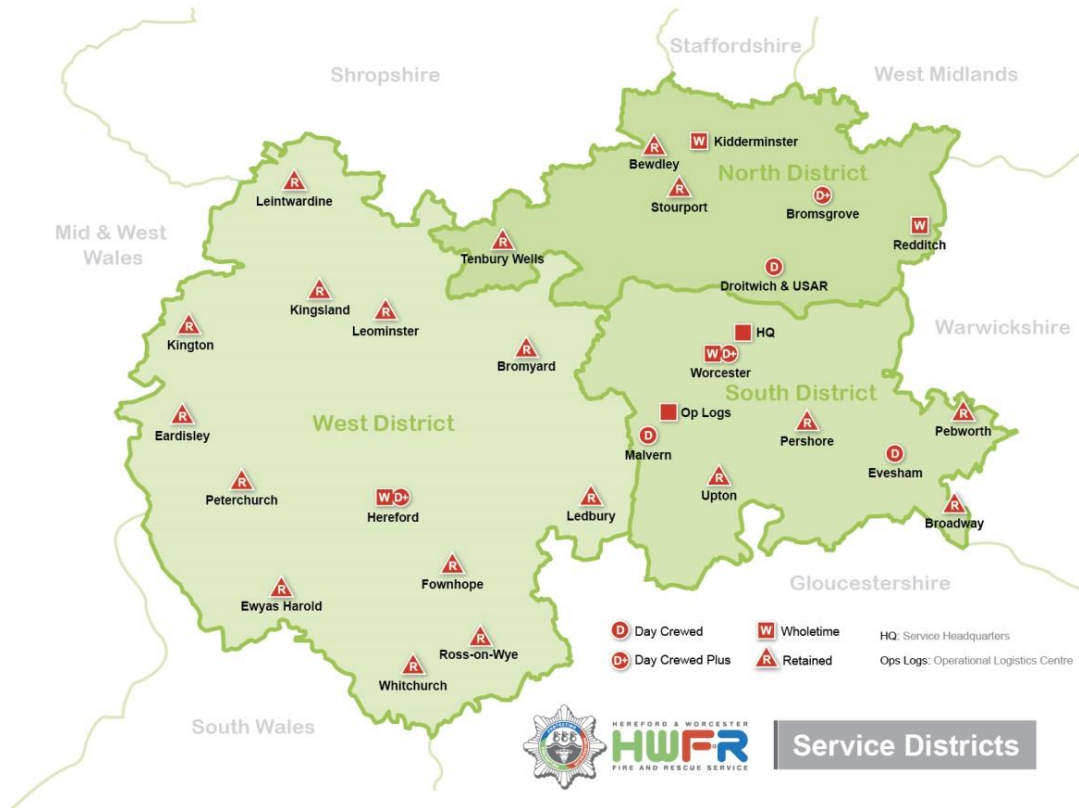 Staffordshire
Shropshire
West Midlands
W
Kidderminster
R
Bewdley
North District
R
Stourport
D+
Bromsgrove
R
Leintwardine
Mid & West
Wales
W
Redditch
R
Tenbury Wells
D
Droitwich & USAR
R
Kingsland
R
Leominster
R
Kington
HQ
Warwickshire
R
Bromyard
W D+
Worcester
South District
West District
R
Eardisley
Op Logs
D
Malvern
R
Pershore
R
Pebworth
D
Evesham
R
Peterchurch
W D+
Hereford
R
Ledbury
R
Upton
R
Broadway
R
Fownhope
Gloucestershire
R
Ewyas Harold
R
Ross-on-Wye
R
Whitchurch
South Wales
D Day Crewed
W Wholetime
HQ: Service Headquarters
D+ Day Crewed Plus
R Retained
Ops Logs: Operational Logistics Centre
HEREFORD & WORCESTER
HWFR
FIRE AND RESCUE SERVICE
Service Districts